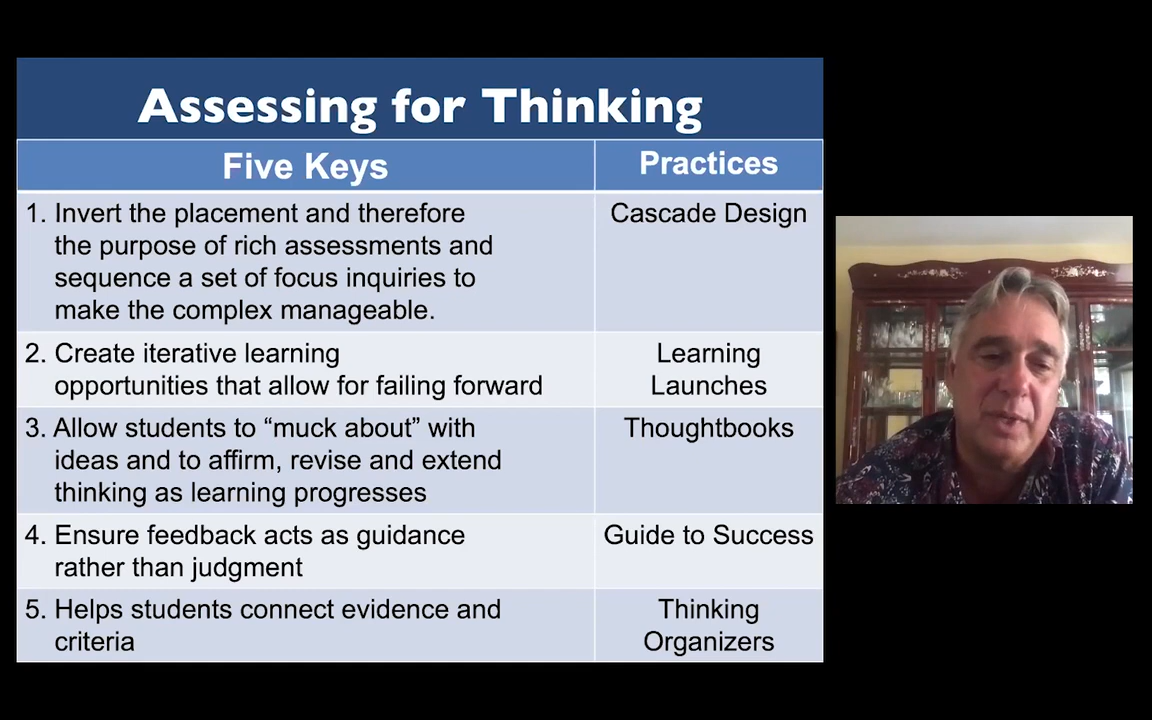 Assessing for Thinking
Five Keys
Practices
1. Invert the placement and therefore
the purpose of rich assessments and
sequence a set of focus inquiries to
make the complex manageable.
Cascade Design
2. Create iterative learning
opportunities that allow for failing forward
Learning
Launches
3. Allow students to “muck about” with
ideas and to affirm, revise and extend
thinking as learning progresses
Thoughtbooks
4. Ensure feedback acts as guidance
rather than judgment
Guide to Success
5. Helps students connect evidence and
criteria
Thinking
Organizers